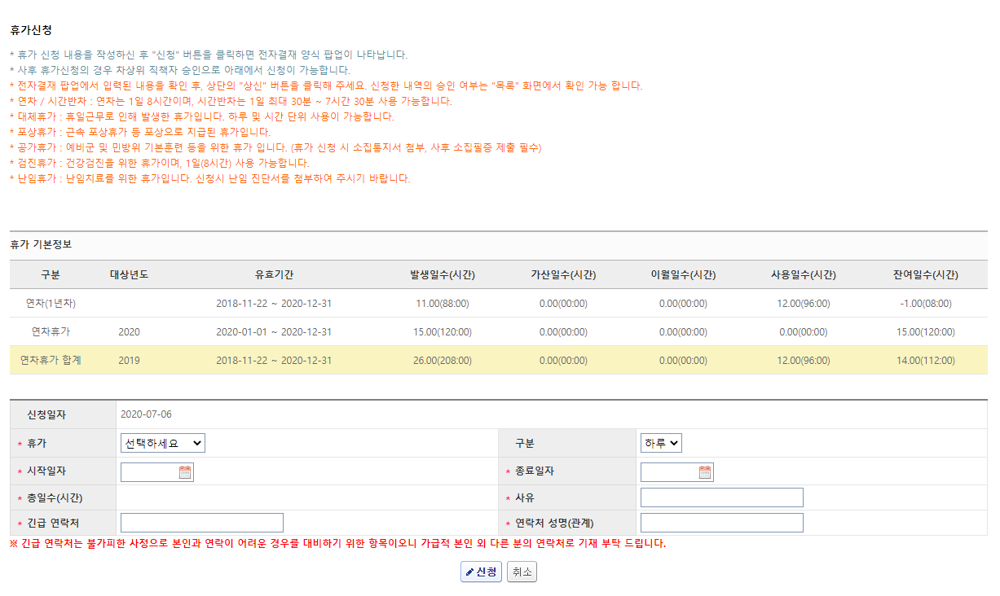 휴가신청
* 휴가 신청 내용을 작성하신 후 "신청" 버튼을 클릭하면 전자결재 양식 팝업이 나타납니다.
* 사후 휴가신청의 경우 차상위 직책자 승인으로 아래에서 신청이 가능합니다.
* 전자결재 팝업에서 입력된 내용을 확인 후, 상단의 "상신" 버튼을 클릭해 주세요. 신청한 내역의 승인 여부는 "목록" 화면에서 확인 가능 합니다.
* 연차 / 시간반차 : 연차는 1일 8시간이며, 시간반차는 1일 최대 30분 ~ 7시간 30분 사용 가능합니다.
* 대체휴가 : 휴일근무로 인해 발생한 휴가입니다. 하루 및 시간 단위 사용이 가능합니다.
* 포상휴가 : 근속 포상휴가 등 포상으로 지급된 휴가입니다.
* 공가휴가 : 예비군 및 민방위 기본훈련 등을 위한 휴가 입니다. (휴가 신청 시 소집통지서 첨부, 사후 소집필증 제출 필수)
* 검진휴가 : 건강검진을 위한 휴가이며, 1일(8시간) 사용 가능합니다.
* 난임휴가 : 난임치료를 위한 휴가입니다. 신청시 난임 진단서를 첨부하여 주시기 바랍니다.
휴가 기본정보
구분 대상년도 유효기간 발생일수(시간) 가산일수(시간) 이월일수(시간) 사용일수(시간) 잔여일수(시간)
연차(1년차) 2018-11-22 ~ 2020-12-31 11.00(88:00) 0.00(00:00) 0.00(00:00) 12.00(96:00) -1.00(08:00)
연차휴가 2020 2020-01-01 ~ 2020-12-31 15.00(120:00) 0.00(00:00) 0.00(00:00) 0.00(00:00) 15.00(120:00)
연차휴가 합계 2019 2018-11-22 ~ 2020-12-31 26.00(208:00) 0.00(00:00) 0.00(00:00) 12.00(96:00) 14.00(112:00)
신청일자 2020-07-06
* 휴가 선택하세요 구분 하루
* 시작일자 * 종료일자
* 총일수(시간) * 사유
* 긴급 연락처 * 연락처 성명(관계)
※ 긴급 연락처는 불가피한 사정으로 본인과 연락이 어려운 경우를 대비하기 위한 항목이오니 가급적 본인 외 다른 분의 연락처로 기재 부탁 드립니다.
신청 취소